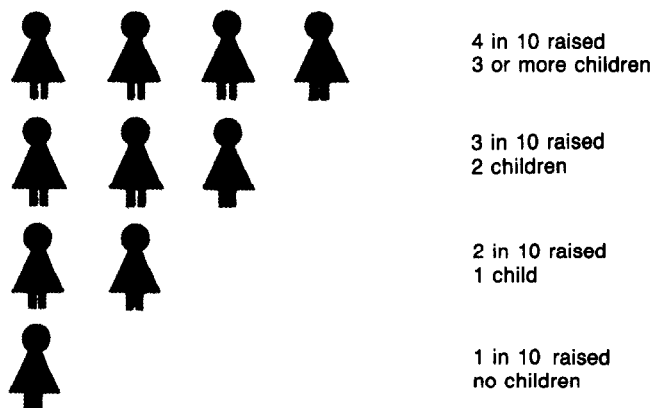 4 in 10 raised
3 or more children
3 in 10 raised
2 children
2 in 10 raised
1 child
1 in 10 raised
no children